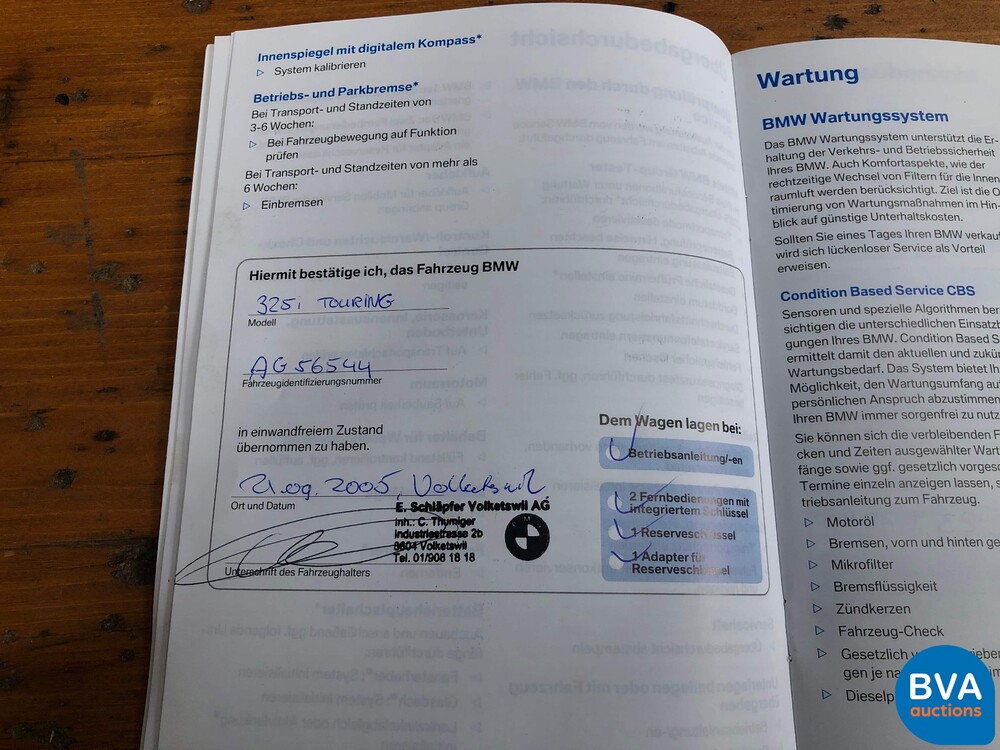 Innenspiegel mit digitalem Kompass*
▷ System kalibrieren
Betriebs- und Parkbremse*
Bei Transport- und Standzeiten von
3-6 Wochen:
▷ Bei Fahrzeugbewegung auf Funktion
prüfen
Bei Transport- und Standzeiten von mehr als
6 Wochen:
▷ Einbremsen
Hiermit bestätige ich, das Fahrzeug BMW
325i TOURING
Modell
AG 56544
Fahrzeugidentifizierungsnummer
in einwandfreiem Zustand
übernommen zu haben.
21.09.2005, Volketswil
Ort und Datum
E. Schläpfer Volketswil AG
Inh.: C. Thurniger
Industriestrasse 2b
8604 Volketswil
Tel. 01/908 18 18
Unterschrift des Fahrzeughalters
Dem Wagen lagen bei:
Betriebsanleitung/-en
2 Fernbedienungen mit
integriertem Schlüssel
1 Reserveschlüssel
1 Adapter für
Reserveschlüssel
Wartung
BMW Wartungssystem
Das BMW Wartungssystem unterstützt die Er-
haltung der Verkehrs- und Betriebssicherheit
Ihres BMW. Auch Komfortaspekte, wie der
rechtzeitige Wechsel von Filtern für die Innen
raumluft werden berücksichtigt. Ziel ist die O
timierung von Wartungsmaßnahmen im Hin-
blick auf günstige Unterhaltskosten.
Sollten Sie eines Tages Ihren BMW verkauf
wird sich lückenloser Service als Vorteil
erweisen.
Condition Based Service CBS
Sensoren und spezielle Algorithmen ber
sichtigen die unterschiedlichen Einsatzb
gungen Ihres BMW. Condition Based S
ermittelt damit den aktuellen und zukü
Wartungsbedarf. Das System bietet Ih
Möglichkeit, den Wartungsumfang auf
persönlichen Anspruch abzustimmen
Ihren BMW immer sorgenfrei zu nutz
Sie können sich die verbleibenden F
cken und Zeiten ausgewählter Wart
fänge sowie ggf. gesetzlich vorgesc
Termine einzeln anzeigen lassen, s
triebsanleitung zum Fahrzeug.
▷ Motoröl
▷ Bremsen, vorn und hinten ge
▷ Mikrofilter
▷ Bremsflüssigkeit
▷ Zündkerzen
▷ Fahrzeug-Check
▷ Gesetzlich
gen je na
▷ Dieselp
BVA
auctions